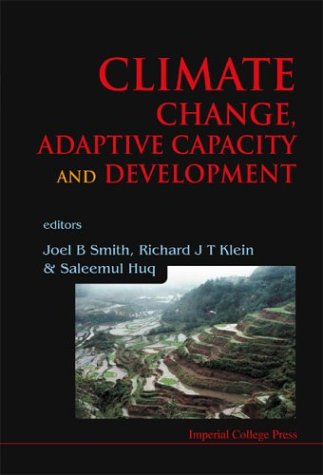 CLIMATE
CHANGE,
ADAPTIVE CAPACITY
AND DEVELOPMENT
editors
Joel B Smith, Richard J T Klein
& Saleemul Huq
Imperial College Press